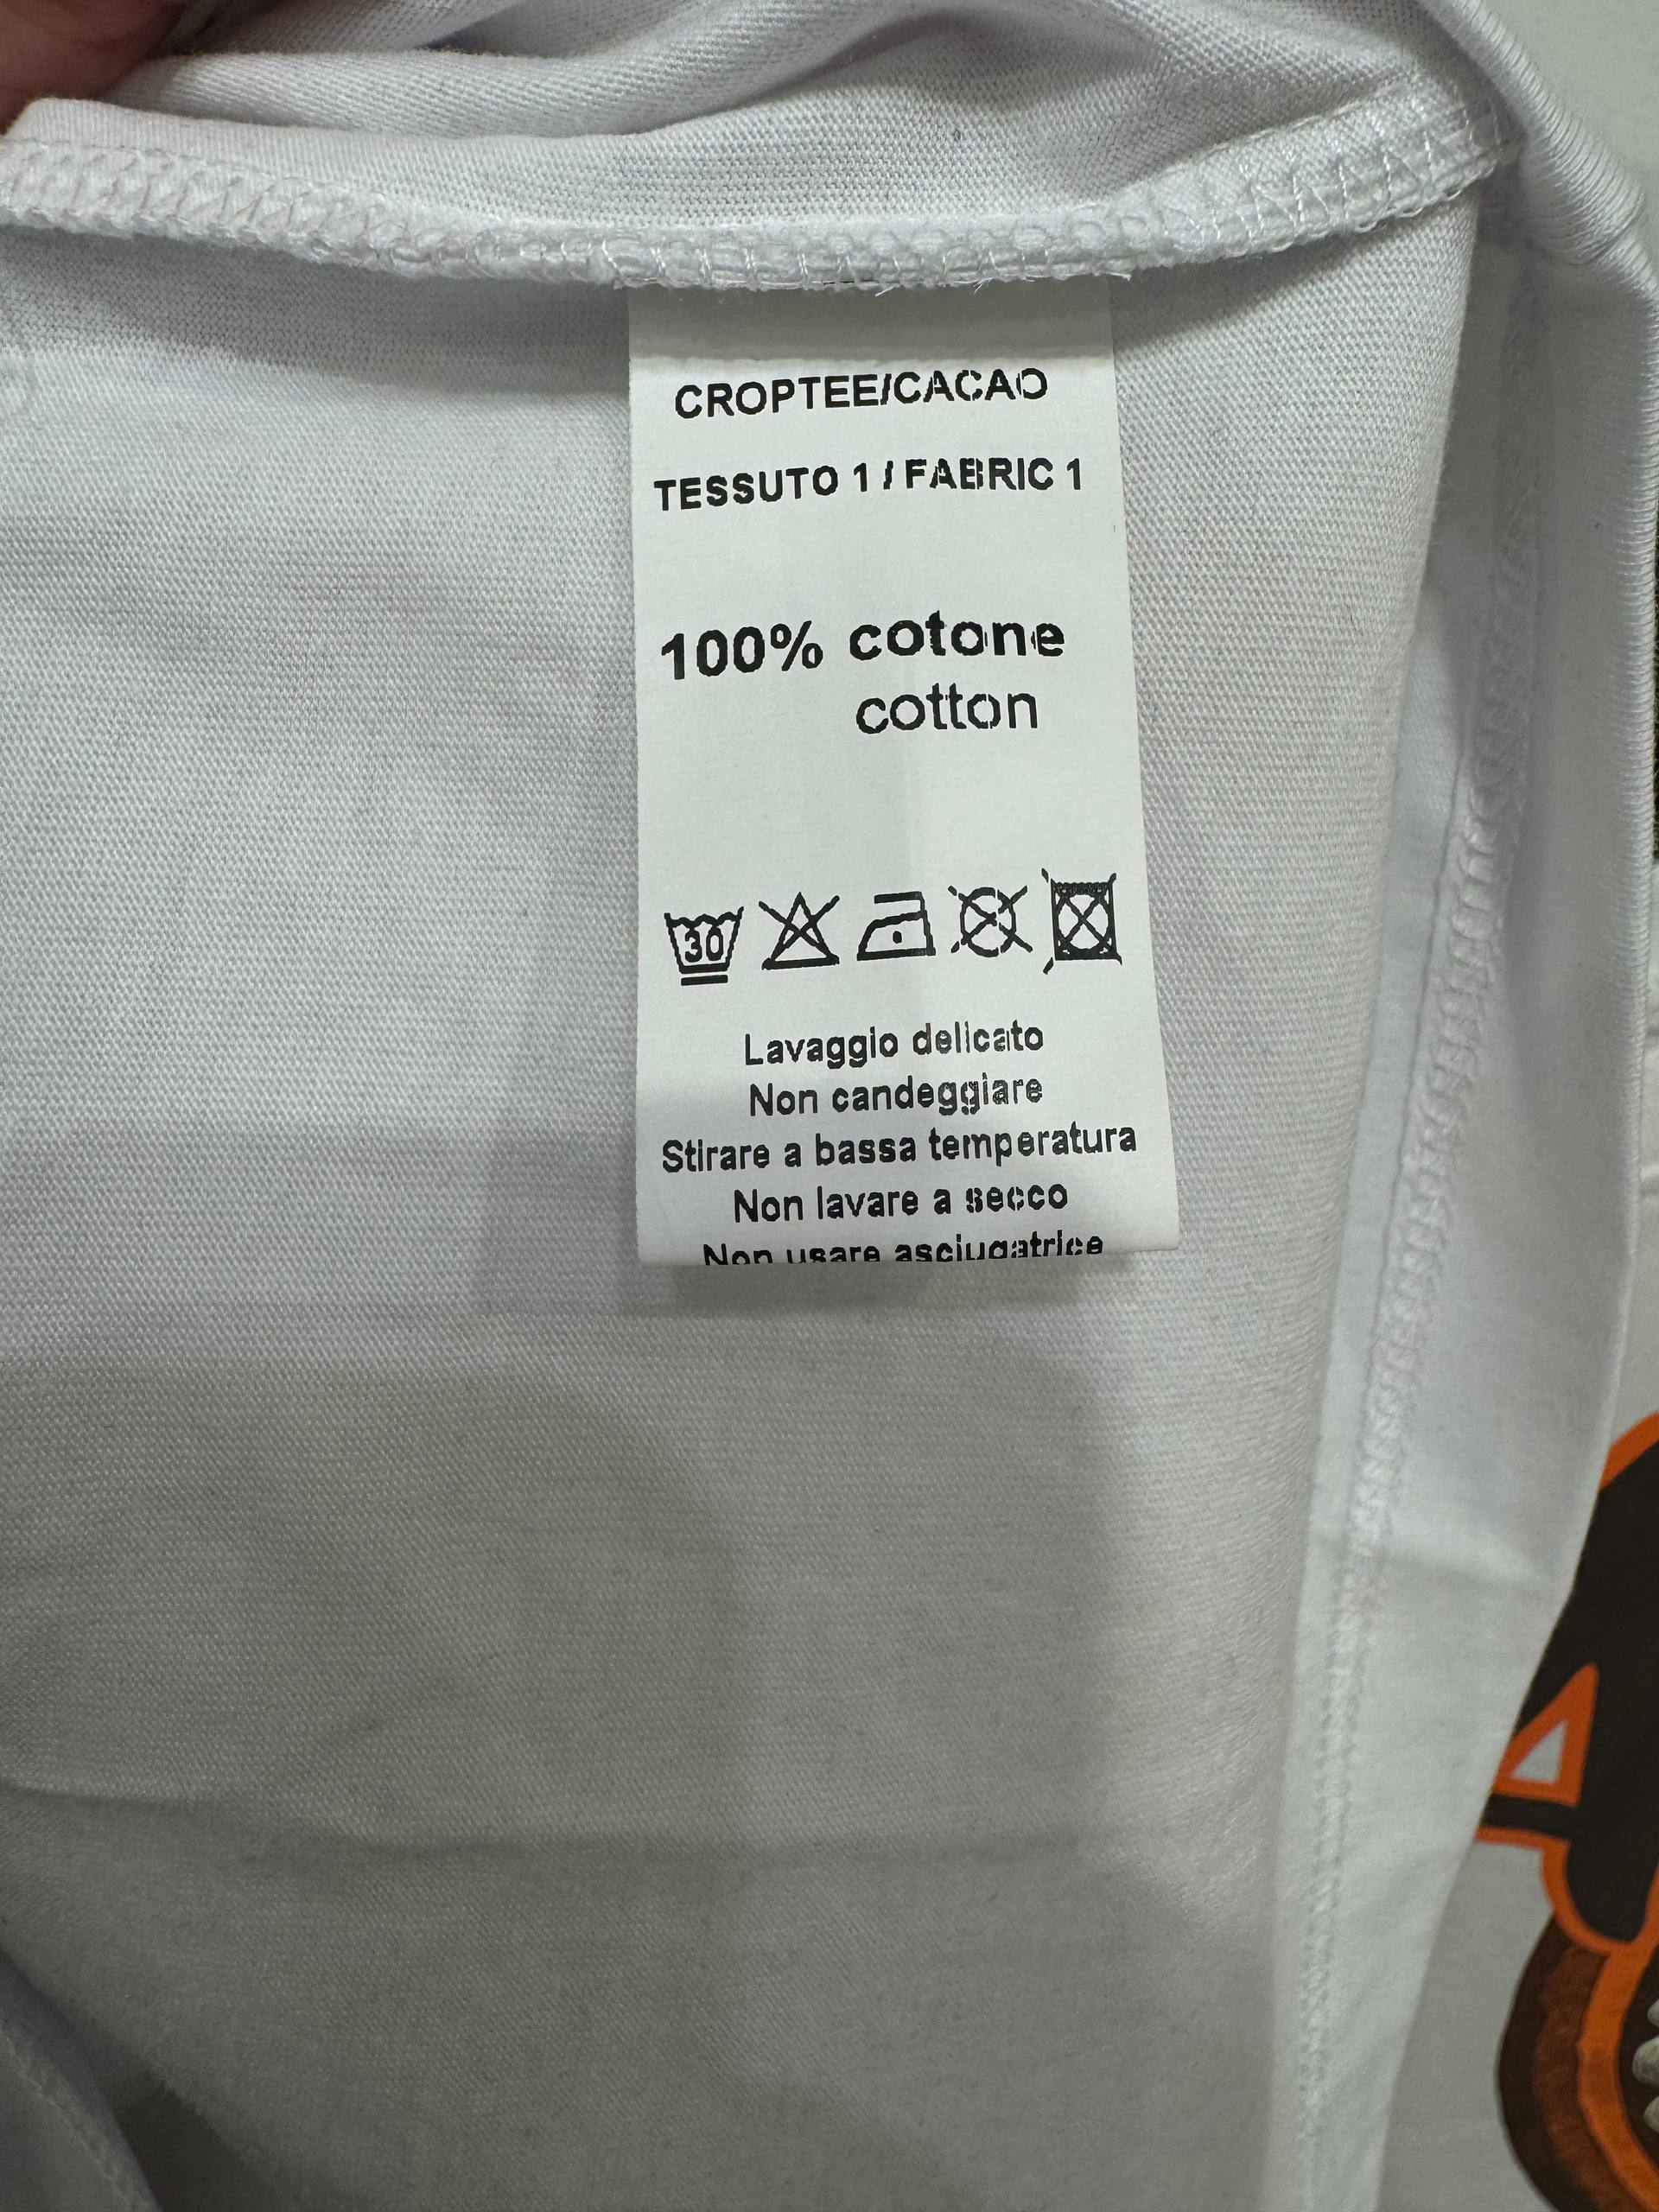 CROPTEE/CACAO
TESSUTO 1 / FABRIC 1
100% cotone
cotton
30
Lavaggio delicato
Non candeggiare
Stirare a bassa temperatura
Non lavare a secco
Non usare asciugatrice